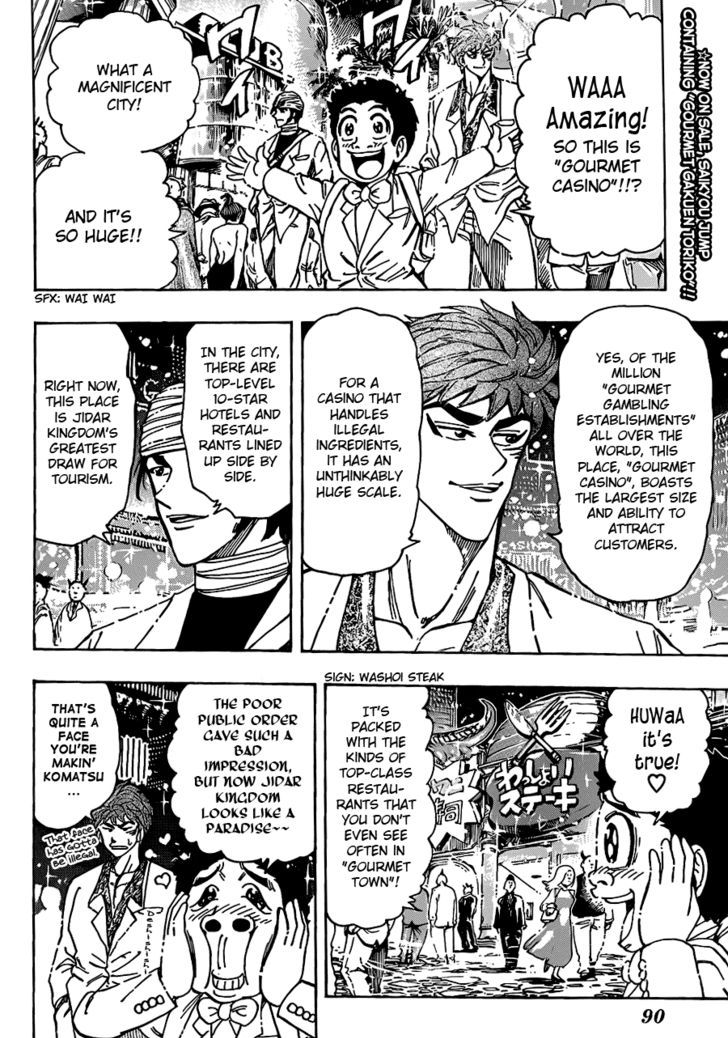 ☆NOW ON SALE, SAIKYOU JUMP
CONTAINING "GOURMET GAKUEN TORIKO"!!
WAAA
Amazing!
SO THIS IS
"GOURMET
CASINO"!!?
WHAT A
MAGNIFICENT
CITY!
AND IT'S
SO HUGE!!
SFX: WAI WAI
YES, OF THE
MILLION
"GOURMET
GAMBLING
ESTABLISHMENTS"
ALL OVER THE
WORLD, THIS
PLACE, "GOURMET
CASINO", BOASTS
THE LARGEST SIZE
AND ABILITY TO
ATTRACT
CUSTOMERS.
CASINO
FOR A
CASINO THAT
HANDLES
ILLEGAL
INGREDIENTS,
IT HAS AN
UNTHINKABLY
HUGE SCALE.
IN THE CITY,
THERE ARE
TOP-LEVEL
10-STAR
HOTELS AND
RESTAU-
RANTS LINED
UP SIDE BY
SIDE.
RIGHT NOW,
THIS PLACE
IS JIDAR
KINGDOM'S
GREATEST
DRAW FOR
TOURISM.
SIGN: WASHOI STEAK
HUWaA
it's
true!
♡
わっしょり
ステーキ
IT'S
PACKED
WITH THE
KINDS OF
TOP-CLASS
RESTAU-
RANTS THAT
YOU DON'T
EVEN SEE
OFTEN IN
"GOURMET
TOWN"!
THE POOR
PUBLIC ORDER
GAVE SUCH A
BAD
IMPRESSION,
BUT NOW JIDAR
KINGDOM
LOOKS LIKE A
PARADISE~~
THAT'S
QUITE A
FACE
YOU'RE
MAKIN'
KOMATSU
...
That face
has gotta
be illegal.
Deshishishi
90